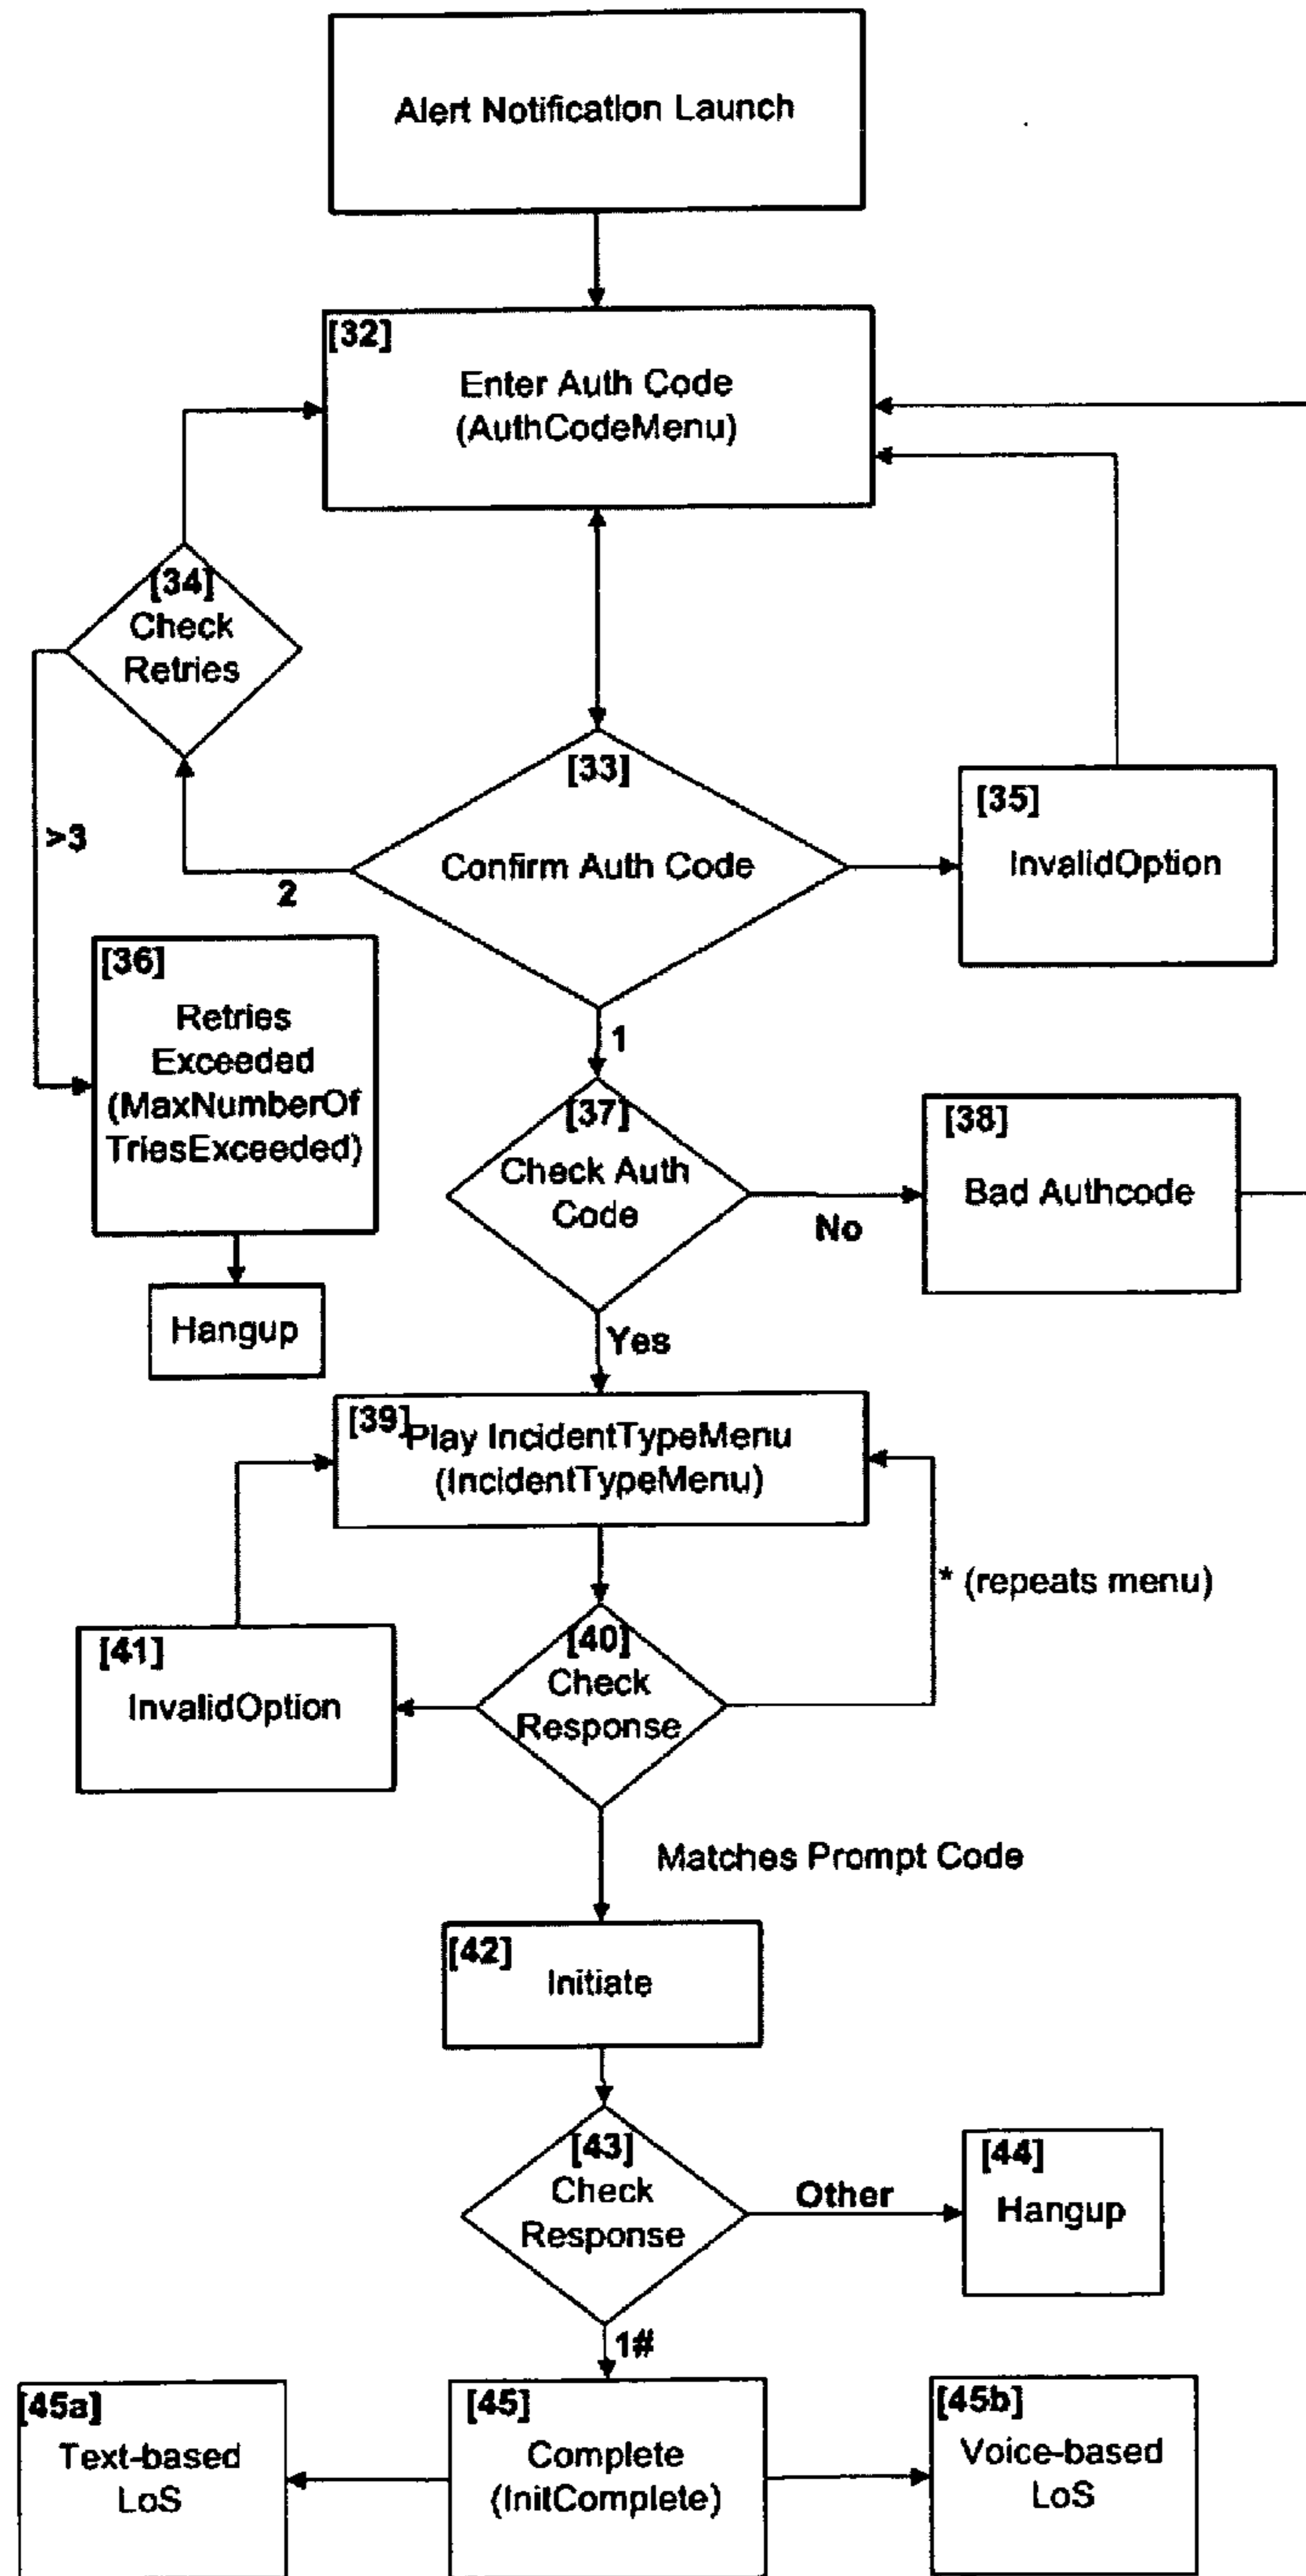 Alert Notification Launch
[32]
Enter Auth Code
(AuthCodeMenu)
[34]
Check
Retries
[33]
Confirm Auth Code
[35]
InvalidOption
>3
2
1
[36]
Retries
Exceeded
(MaxNumberOf
TriesExceeded)
Hangup
[37]
Check Auth
Code
No
[38]
Bad Authcode
Yes
[39]
Play IncidentTypeMenu
(IncidentTypeMenu)
* (repeats menu)
[40]
Check
Response
[41]
InvalidOption
Matches Prompt Code
[42]
Initiate
[43]
Check
Response
Other
[44]
Hangup
1#
[45a]
Text-based
LoS
[45]
Complete
(InitComplete)
[45b]
Voice-based
LoS